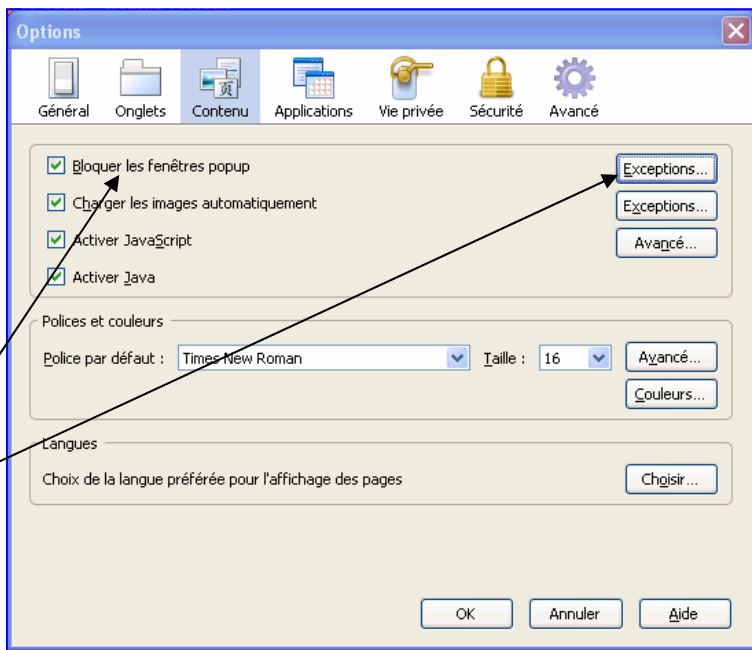 Options
Général Onglets Contenu Applications Vie privée Sécurité Avancé
Bloquer les fenêtres popup Exceptions...
Charger les images automatiquement Exceptions...
Activer JavaScript Avancé...
Activer Java
Polices et couleurs
Police par défaut : Times New Roman Taille : 16 Avancé...
Couleurs...
Langues
Choix de la langue préférée pour l'affichage des pages Choisir...
OK Annuler Aide